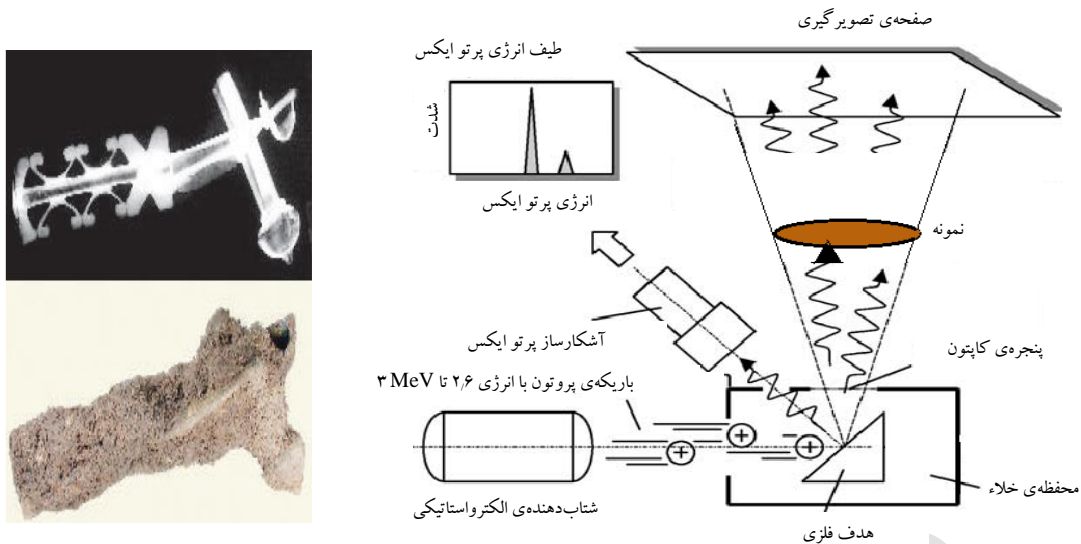 صفحه‌ی تصویرگیری
طیف انرژی پرتو ایکس
شدت
انرژی پرتو ایکس
نمونه
آشکارساز پرتو ایکس
پنجره‌ی کاپتون
باریکه‌ی پروتون با انرژی ۲٫۶ تا ۳ MeV
محفظه‌ی خلاء
شتاب‌دهنده‌ی الکترواستاتیکی
هدف فلزی